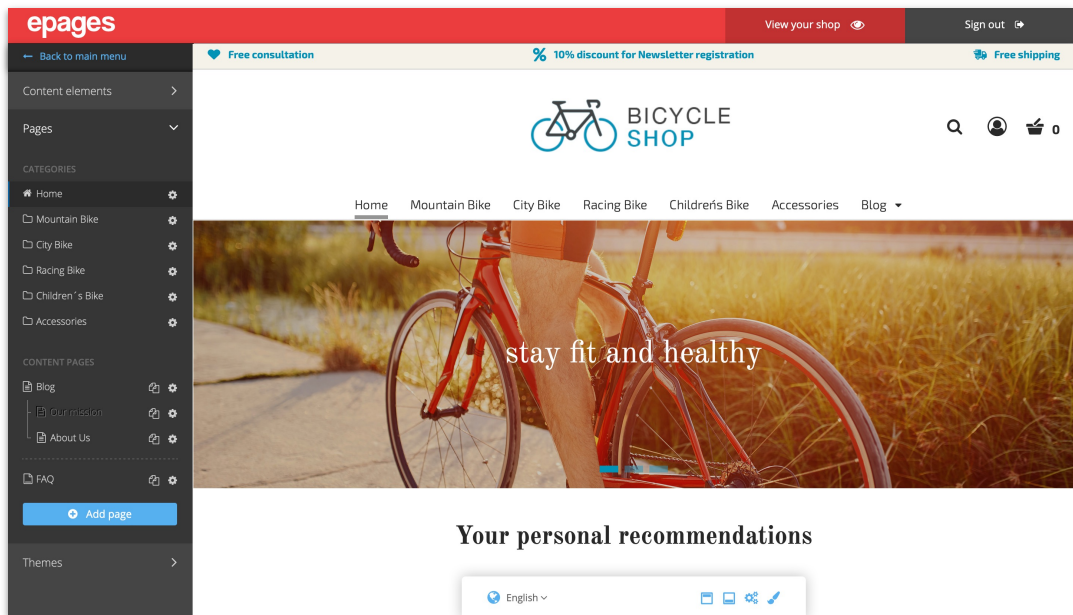 epages
View your shop
Sign out
← Back to main menu
Free consultation
10% discount for Newsletter registration
Free shipping
Content elements
Pages
BICYCLE
SHOP
0
CATEGORIES
Home
Mountain Bike
City Bike
Racing Bike
Children´s Bike
Accessories
Home Mountain Bike City Bike Racing Bike Childreńs Bike Accessories Blog
stay fit and healthy
CONTENT PAGES
Blog
Our mission
About Us
FAQ
Add page
Themes
Your personal recommendations
English